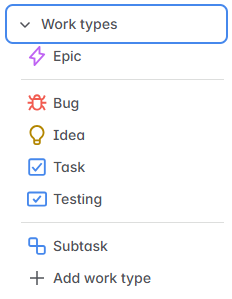 Work types
Epic
Bug
Idea
Task
Testing
Subtask
Add work type